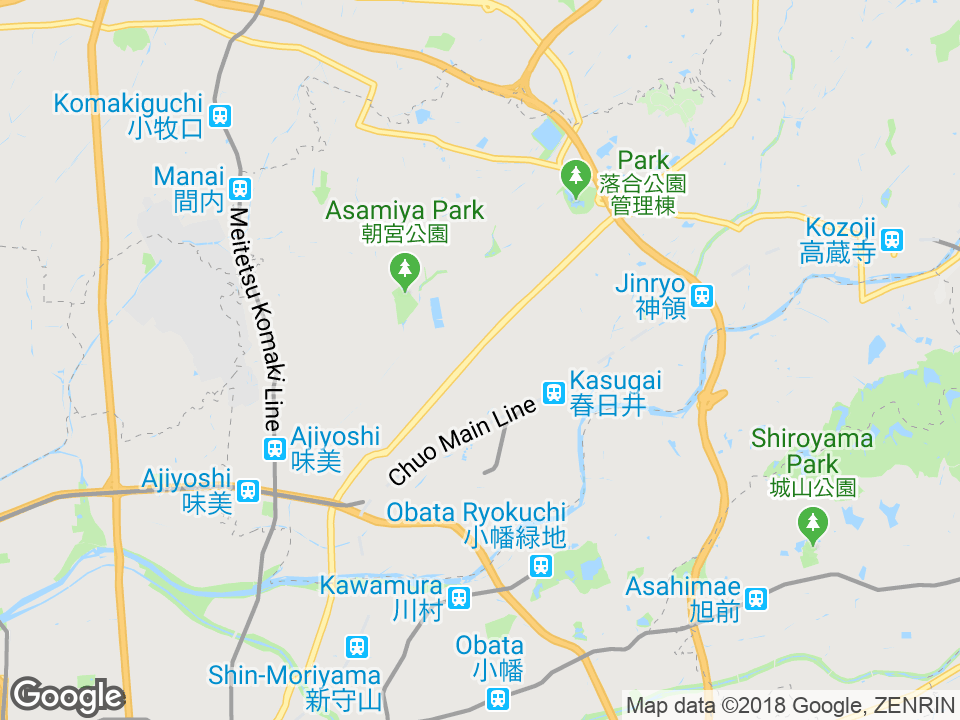 Komakiguchi
小牧口
Park
落合公園
管理棟
Manai
間内
Asamiya Park
朝宮公園
Kozoji
高蔵寺
Meitetsu Komaki Line
Jinryo
神領
Kasugai
春日井
Chuo Main Line
Ajiyoshi
味美
Shiroyama
Park
城山公園
Ajiyoshi
味美
Obata Ryokuchi
小幡緑地
Kawamura
川村
Asahimae
旭前
Obata
小幡
Shin-Moriyama
新守山
Google
Map data ©2018 Google, ZENRIN